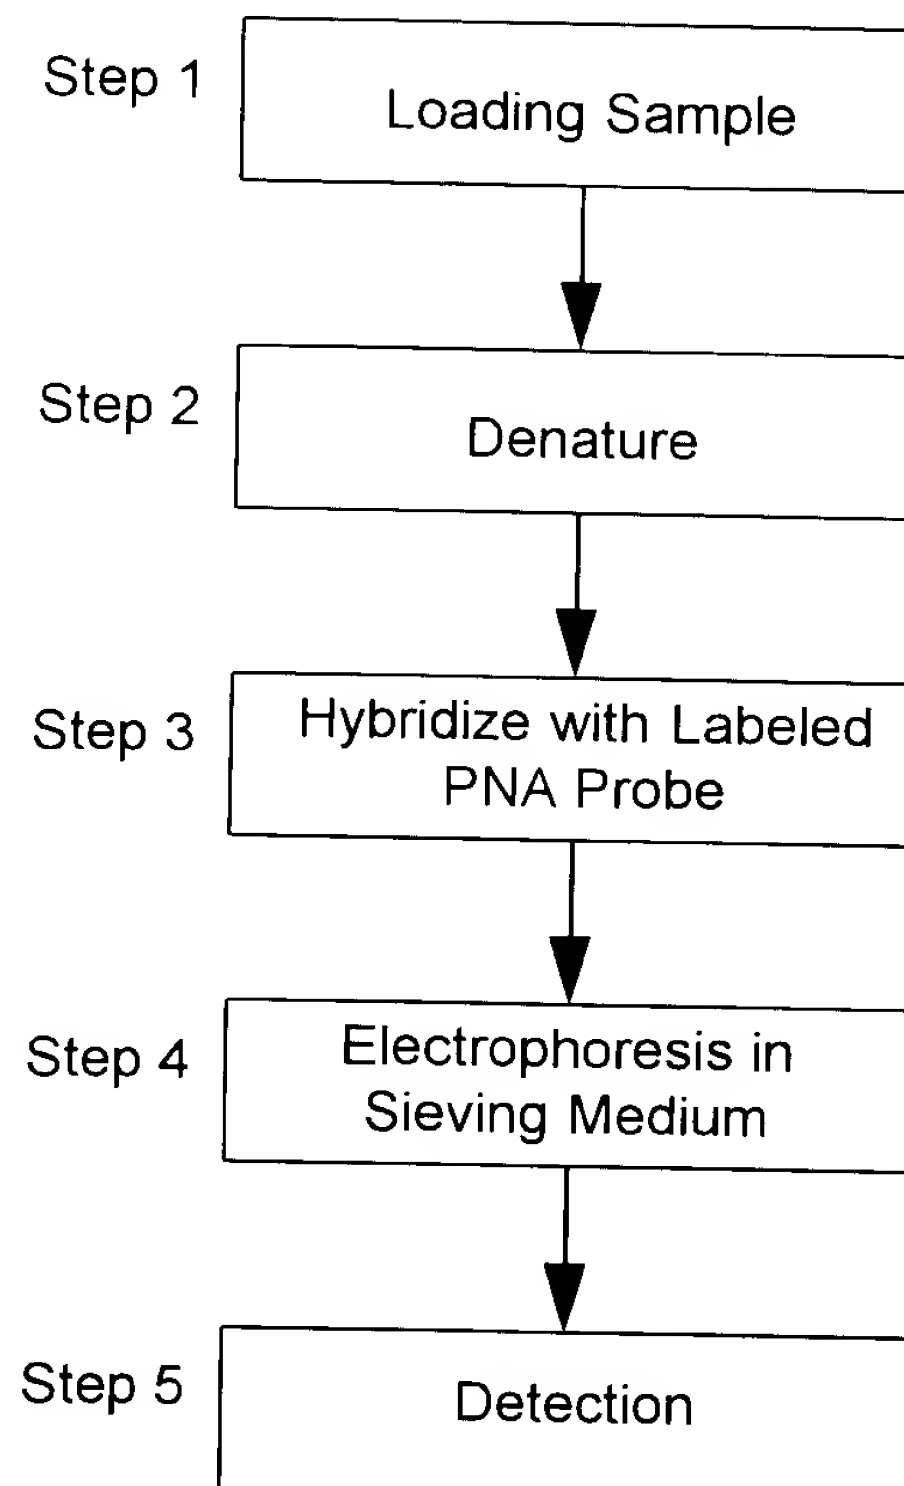 Step 1
Loading Sample
Step 2
Denature
Step 3
Hybridize with Labeled
PNA Probe
Step 4
Electrophoresis in
Sieving Medium
Step 5
Detection